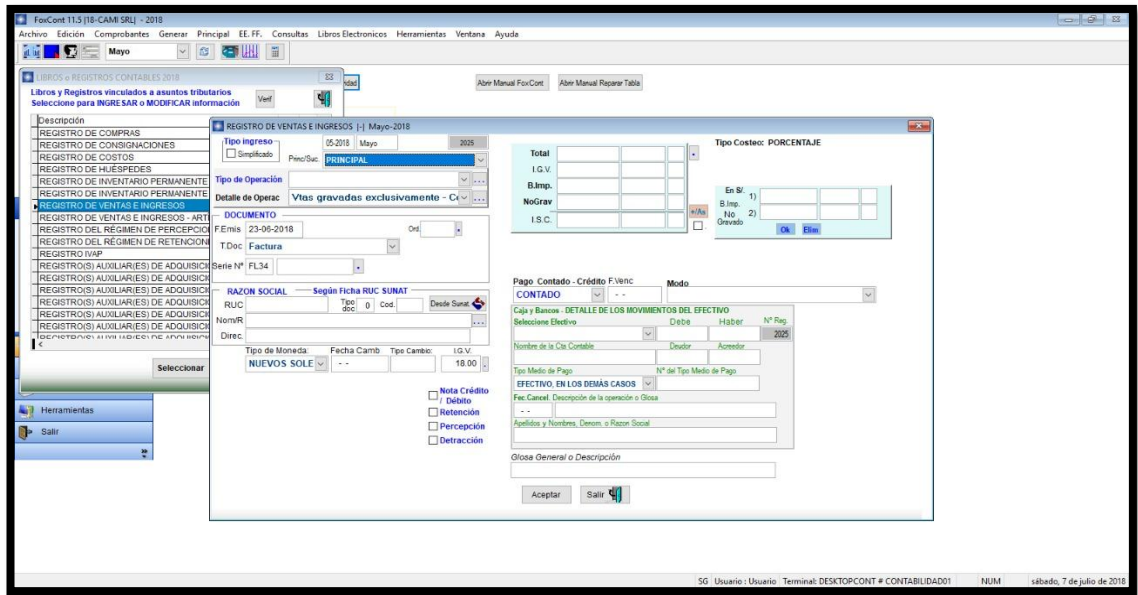 FoxCont 11.5 |18-CAMI SRL| - 2018
Archivo Edición Comprobantes Generar Principal EE. FF. Consultas Libros Electronicos Herramientas Ventana Ayuda
Mayo
LIBROS o REGISTROS CONTABLES 2018
Libros y Registros vinculados a asuntos tributarios
Seleccione para INGRESAR o MODIFICAR información
Verif
Abrir Manual FoxCont
Abrir Manual Reparar Tabla
Descripción
REGISTRO DE COMPRAS
REGISTRO DE CONSIGNACIONES
REGISTRO DE COSTOS
REGISTRO DE HUÉSPEDES
REGISTRO DE INVENTARIO PERMANENTE
REGISTRO DE INVENTARIO PERMANENTE
REGISTRO DE VENTAS E INGRESOS
REGISTRO DE VENTAS E INGRESOS - ARTI
REGISTRO DEL RÉGIMEN DE PERCEPCIO
REGISTRO DEL RÉGIMEN DE RETENCION
REGISTRO IVAP
REGISTRO(S) AUXILIAR(ES) DE ADQUISICI
REGISTRO(S) AUXILIAR(ES) DE ADQUISICI
REGISTRO(S) AUXILIAR(ES) DE ADQUISICI
REGISTRO(S) AUXILIAR(ES) DE ADQUISICI
REGISTRO(S) AUXILIAR(ES) DE ADQUISICI
Seleccionar
Herramientas
Salir
REGISTRO DE VENTAS E INGRESOS |-| Mayo-2018
Tipo ingreso
Simplificado
05-2018 Mayo 2025
Princ/Suc. PRINCIPAL
Tipo de Operación
Detalle de Operac Vtas gravadas exclusivamente - C
DOCUMENTO
F.Emis 23-06-2018 Ord.
T.Doc Factura
Serie Nº FL34
RAZON SOCIAL Según Ficha RUC SUNAT
RUC Tipo doc 0 Cod. Desde Sunat
Nom/R
Direc.
Tipo de Moneda: Fecha Camb Tipo Cambio: I.G.V.
NUEVOS SOLE - - 18.00
Nota Crédito / Débito
Retención
Percepción
Detracción
Total
I.G.V.
B.Imp.
NoGrav
I.S.C.
=/As
Tipo Costeo: PORCENTAJE
En S/.
B.Imp. 1)
No Gravado 2)
Ok Elim
Pago Contado - Crédito F.Venc Modo
CONTADO - -
Caja y Bancos - DETALLE DE LOS MOVIMIENTOS DEL EFECTIVO
Seleccione Efectivo Debe Haber Nº Reg.
2025
Nombre de la Cta Contable Deudor Acreedor
Tipo Medio de Pago Nº del Tipo Medio de Pago
EFECTIVO, EN LOS DEMÁS CASOS
Fec.Cancel. Descripción de la operación o Glosa
- -
Apellidos y Nombres, Denom. o Razon Social
Glosa General o Descripción
Aceptar Salir
SG Usuario : Usuario Terminal: DESKTOPCONT # CONTABILIDAD01 NUM sábado, 7 de julio de 2018